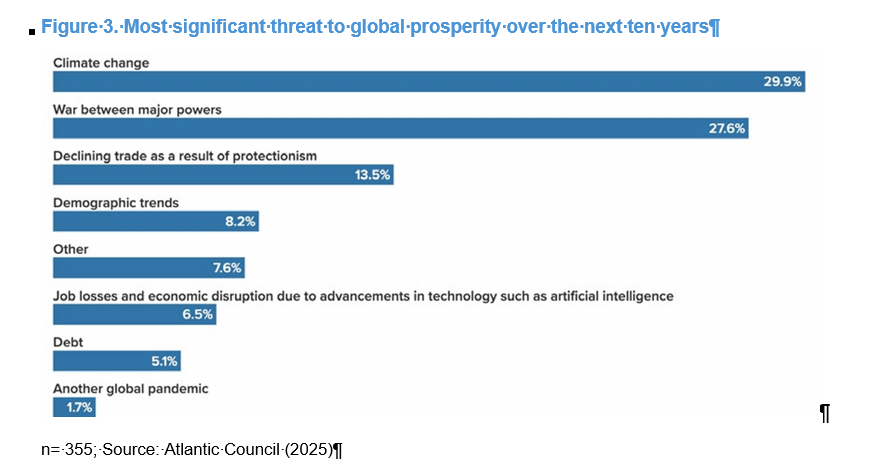 Figure·3.·Most·significant·threat·to·global·prosperity·over·the·next·ten·years¶
Climate change
29.9%
War between major powers
27.6%
Declining trade as a result of protectionism
13.5%
Demographic trends
8.2%
Other
7.6%
Job losses and economic disruption due to advancements in technology such as artificial intelligence
6.5%
Debt
5.1%
Another global pandemic
1.7%
¶
n=·355;·Source:·Atlantic·Council·(2025)¶